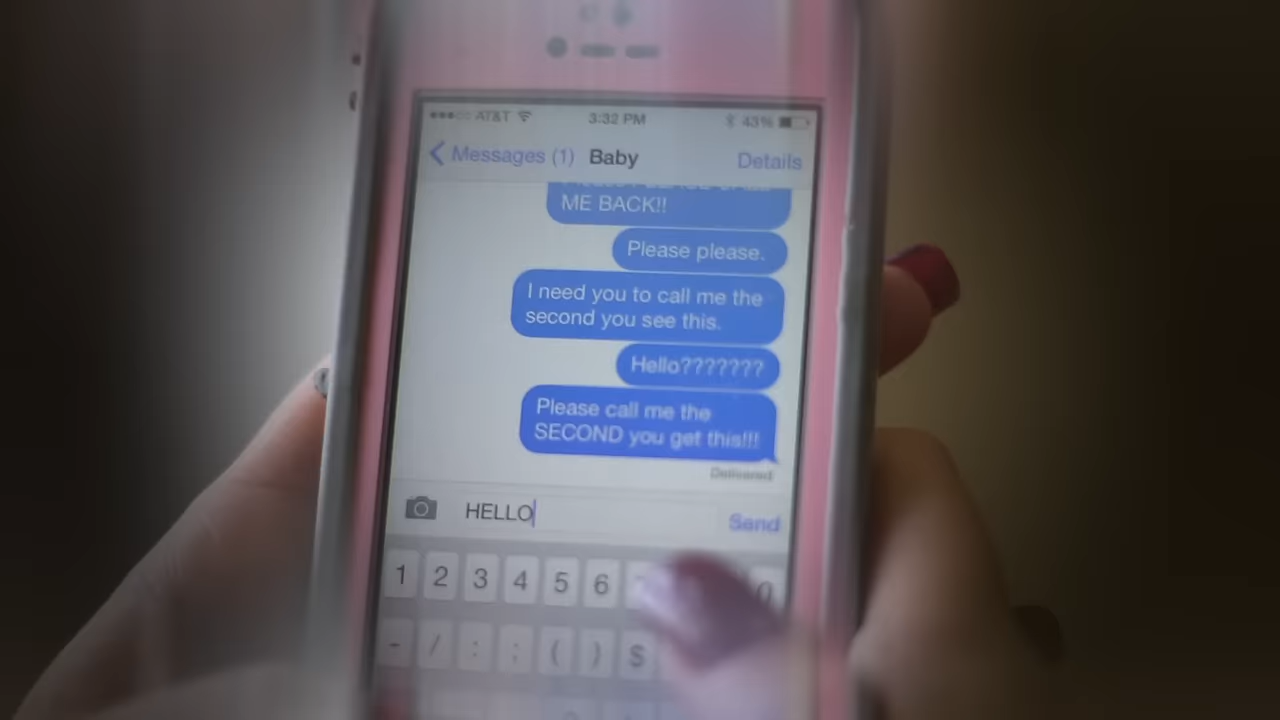 AT&T 3:32 PM 43%
Messages (1) Baby Details
ME BACK!!
Please please.
I need you to call me the
second you see this.
Hello???????
Please call me the
SECOND you get this!!!
Delivered
HELLO Send
1 2 3 4 5 6 0
- / : ; ( ) $